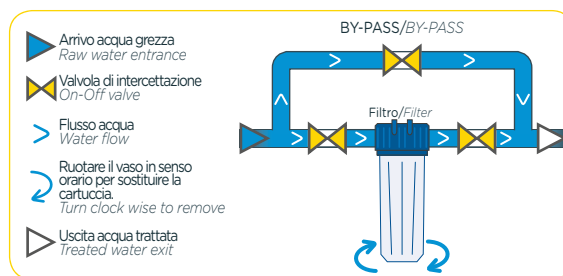 Arrivo acqua grezza
Raw water entrance
Valvola di intercettazione
On-Off valve
Flusso acqua
Water flow
Ruotare il vaso in senso
orario per sostituire la
cartuccia.
Turn clock wise to remove
Uscita acqua trattata
Treated water exit
BY-PASS/BY-PASS
Filtro/Filter